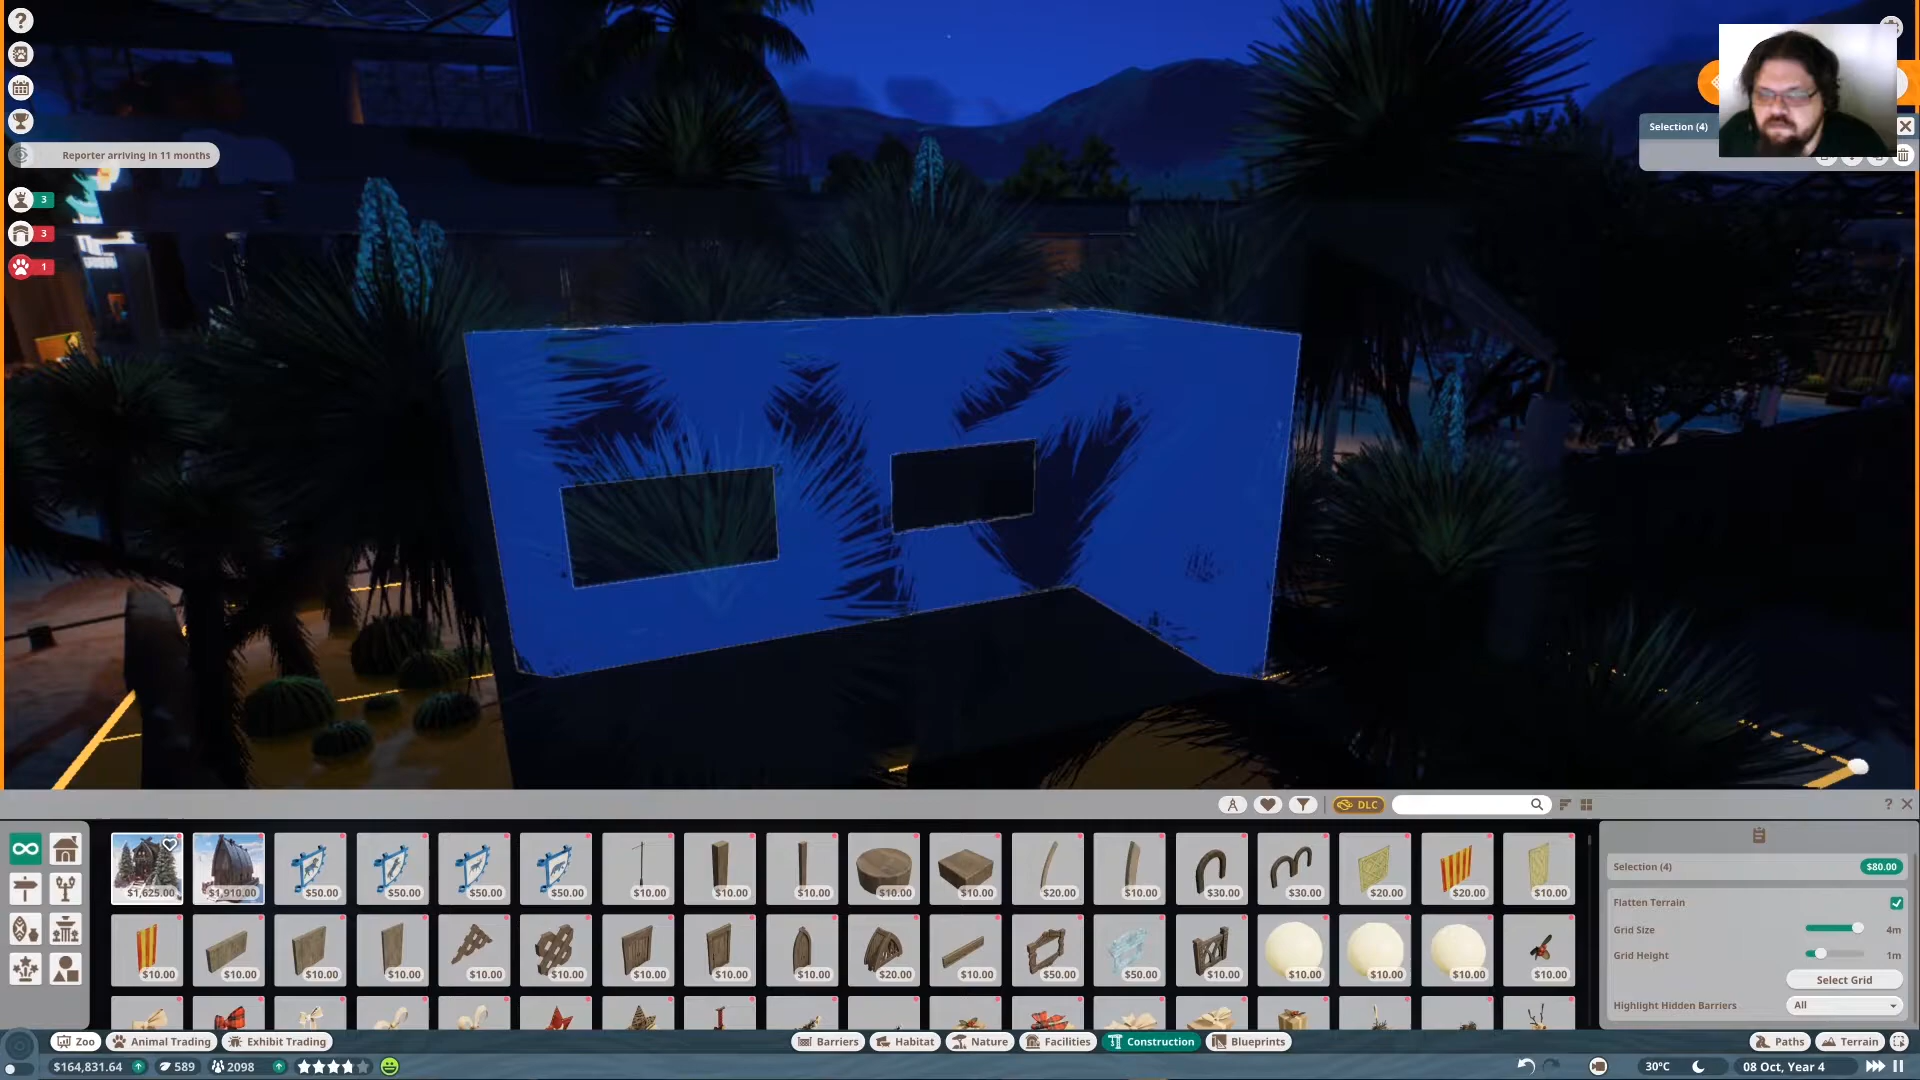 Reporter arriving in 11 months
3
3
1
Selection (4)
DLC
$1,625.00
$1,910.00
$50.00
$50.00
$50.00
$50.00
$10.00
$10.00
$10.00
$10.00
$10.00
$20.00
$10.00
$30.00
$30.00
$20.00
$20.00
$10.00
$10.00
$10.00
$10.00
$10.00
$10.00
$10.00
$10.00
$10.00
$10.00
$20.00
$10.00
$50.00
$50.00
$10.00
$10.00
$10.00
$10.00
$10.00
Selection (4)
$80.00
Flatten Terrain
Grid Size
4m
Grid Height
1m
Select Grid
Highlight Hidden Barriers
All
Zoo
Animal Trading
Exhibit Trading
Barriers
Habitat
Nature
Facilities
Construction
Blueprints
Paths
Terrain
$164,831.64
589
2098
30°C
08 Oct, Year 4